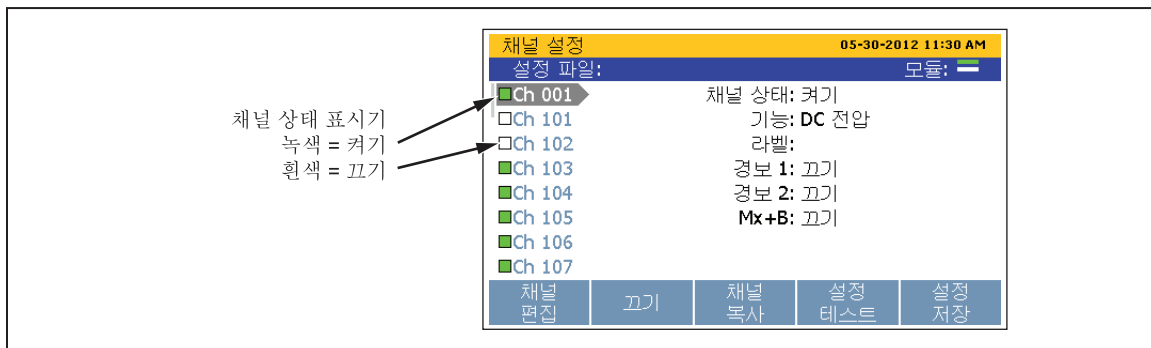 채널 설정 05-30-2012 11:30 AM
설정 파일: 모듈:
채널 상태 표시기
녹색 = 켜기
흰색 = 끄기
Ch 001
Ch 101
Ch 102
Ch 103
Ch 104
Ch 105
Ch 106
Ch 107
채널 상태: 켜기
기능: DC 전압
라벨:
경보 1: 끄기
경보 2: 끄기
Mx+B: 끄기
채널 편집
끄기
채널 복사
설정 테스트
설정 저장